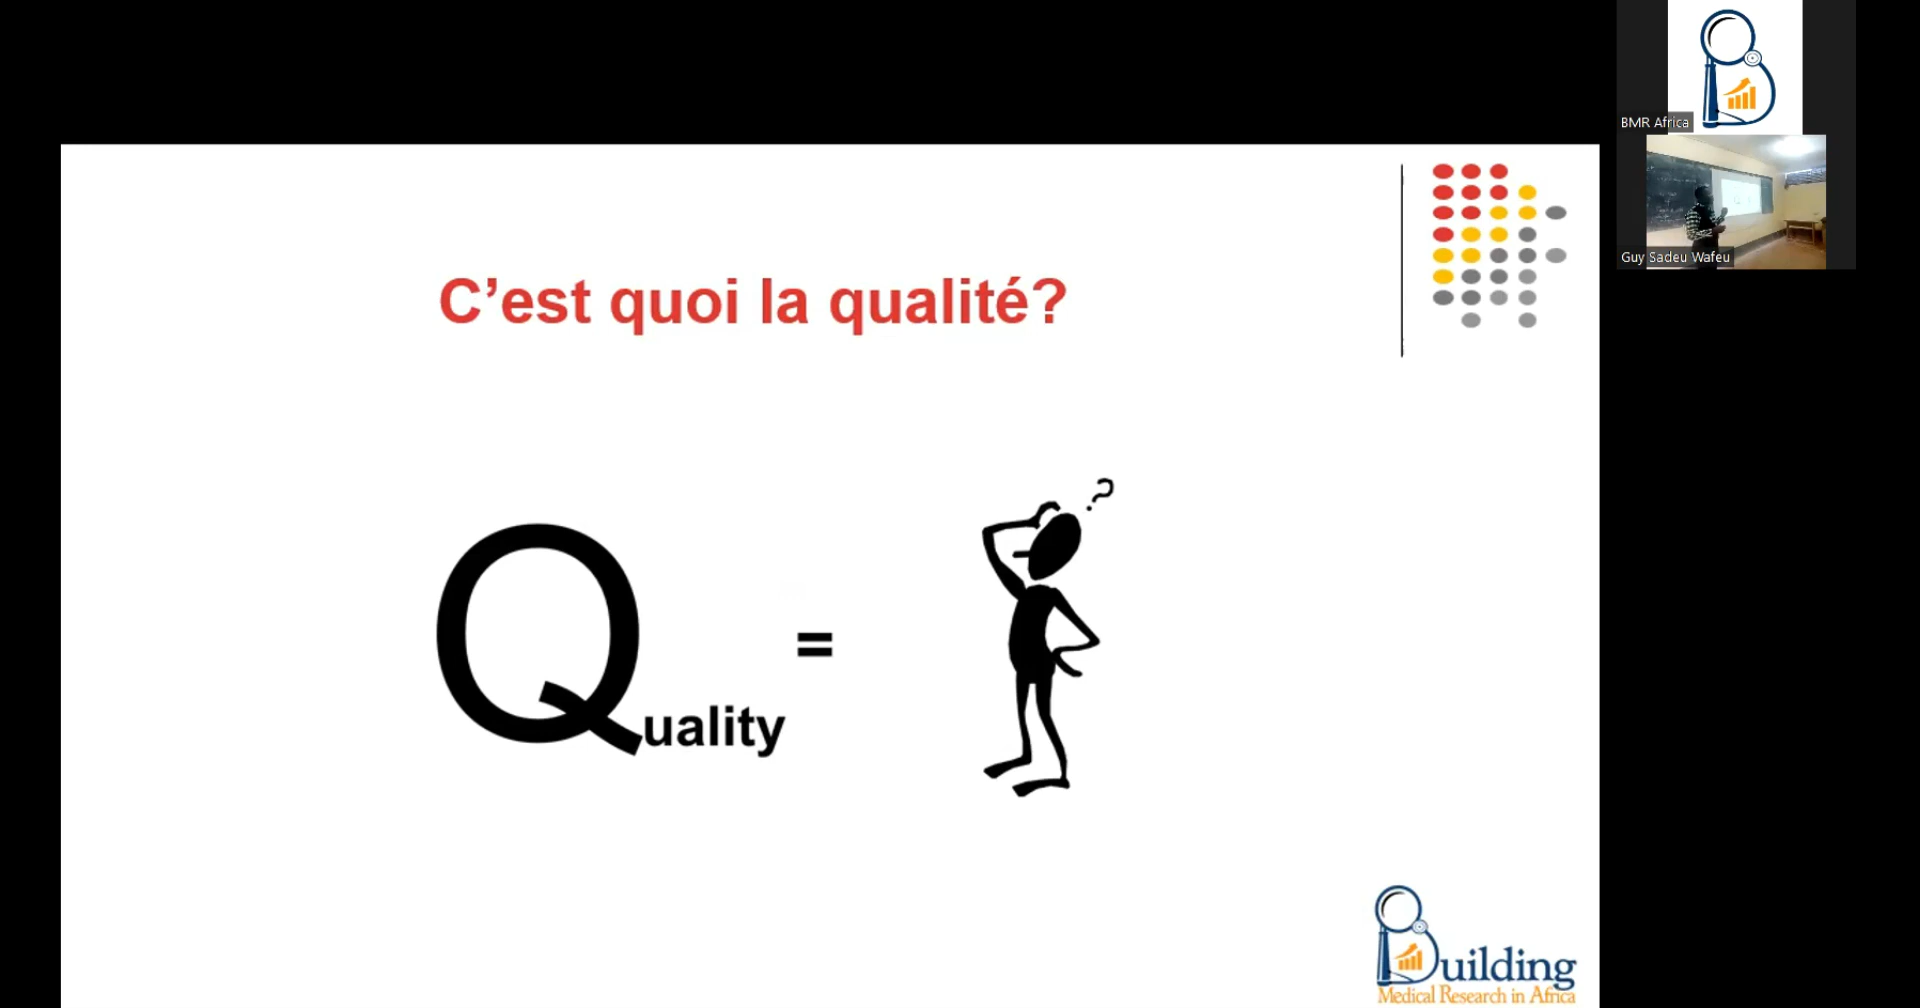 BMR Africa
Guy Sadeu Wafeu
C’est quoi la qualité?
?
Quality =
Building
Medical Research in Africa